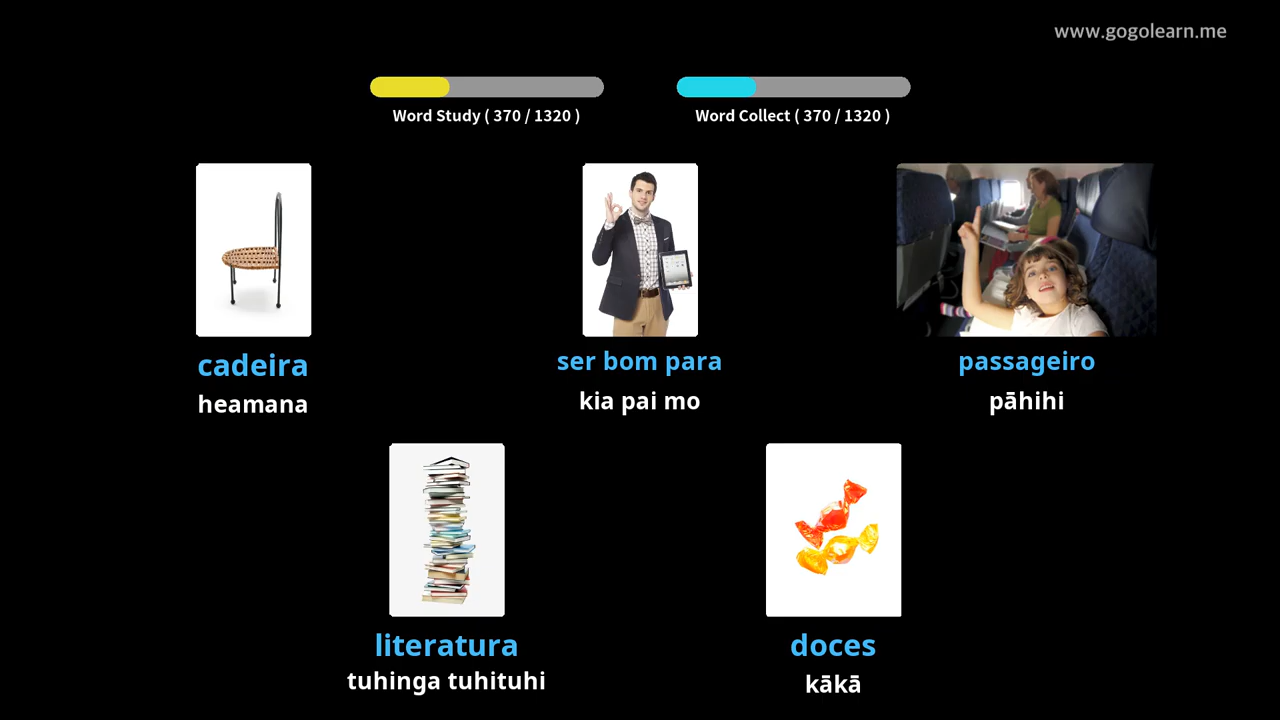 www.gogolearn.me
Word Study ( 370 / 1320 )
Word Collect ( 370 / 1320 )
cadeira
heamana
ser bom para
kia pai mo
passageiro
pāhihi
literatura
tuhinga tuhituhi
doces
kākā